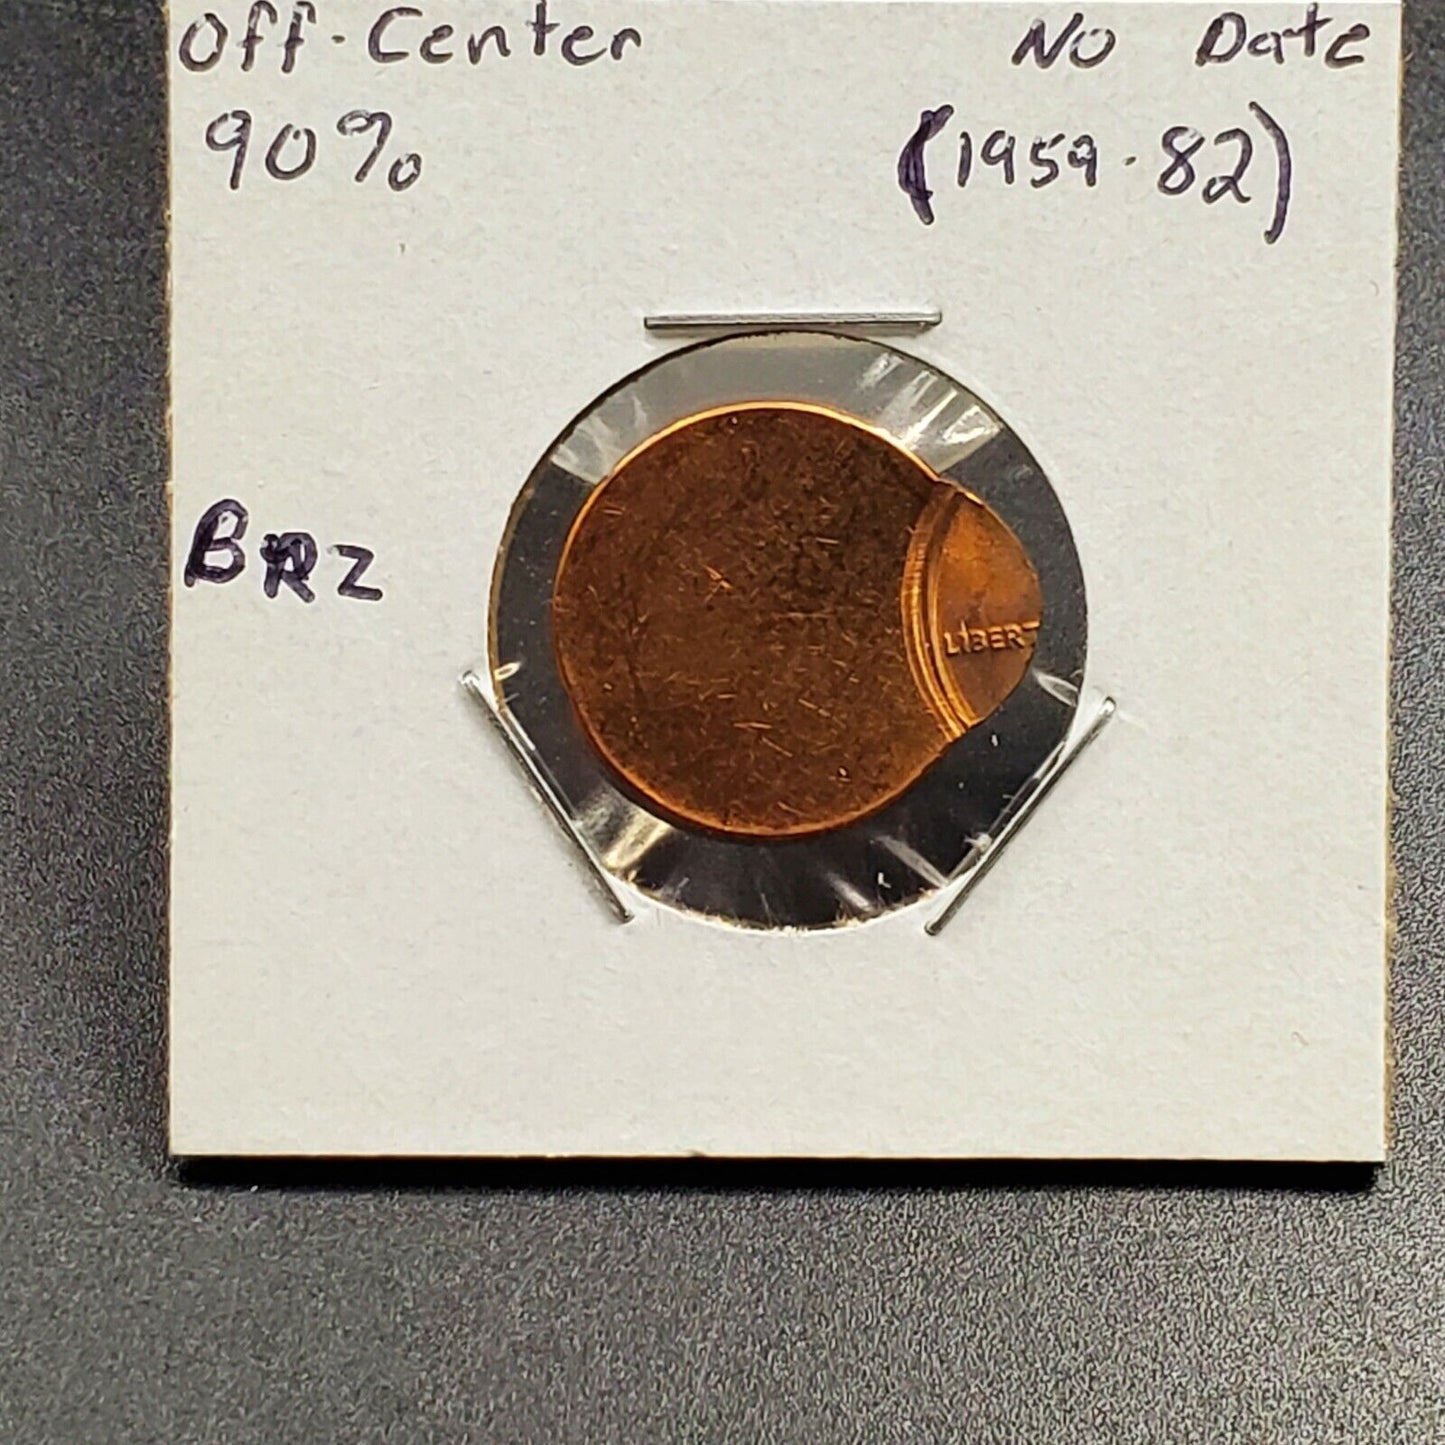 Off-Center No Date
90% (1959-82)
BRZ
LIBERT